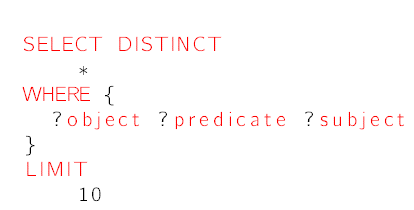 SELECT DISTINCT
*
WHERE {
?object ?predicate ?subject
}
LIMIT
10